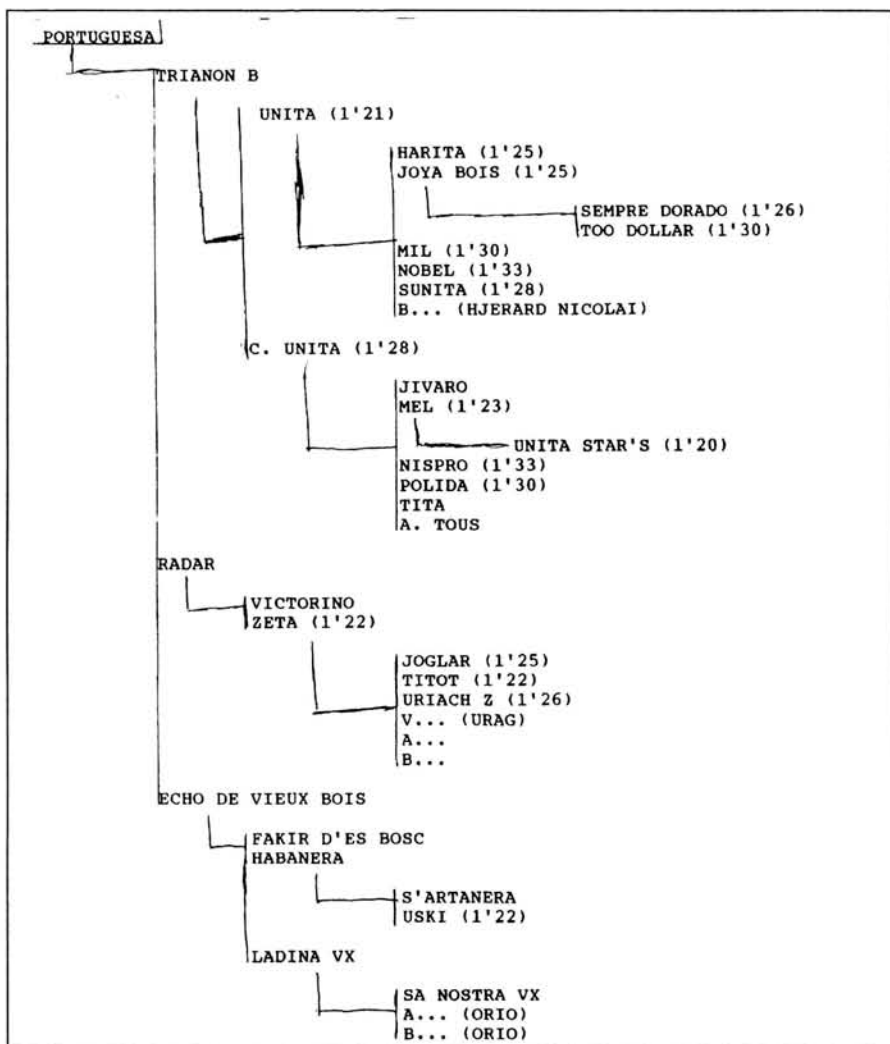 PORTUGUESA
TRIANON B
UNITA (1'21)
HARITA (1'25)
JOYA BOIS (1'25)
SEMPRE DORADO (1'26)
TOO DOLLAR (1'30)
MIL (1'30)
NOBEL (1'33)
SUNITA (1'28)
B... (HJERARD NICOLAI)
C. UNITA (1'28)
JIVARO
MEL (1'23)
UNITA STAR'S (1'20)
NISPRO (1'33)
POLIDA (1'30)
TITA
A. TOUS
RADAR
VICTORINO
ZETA (1'22)
JOGLAR (1'25)
TITOT (1'22)
URIACH Z (1'26)
V... (URAG)
A...
B...
ECHO DE VIEUX BOIS
FAKIR D'ES BOSC
HABANERA
S'ARTANERA
USKI (1'22)
LADINA VX
SA NOSTRA VX
A... (ORIO)
B... (ORIO)